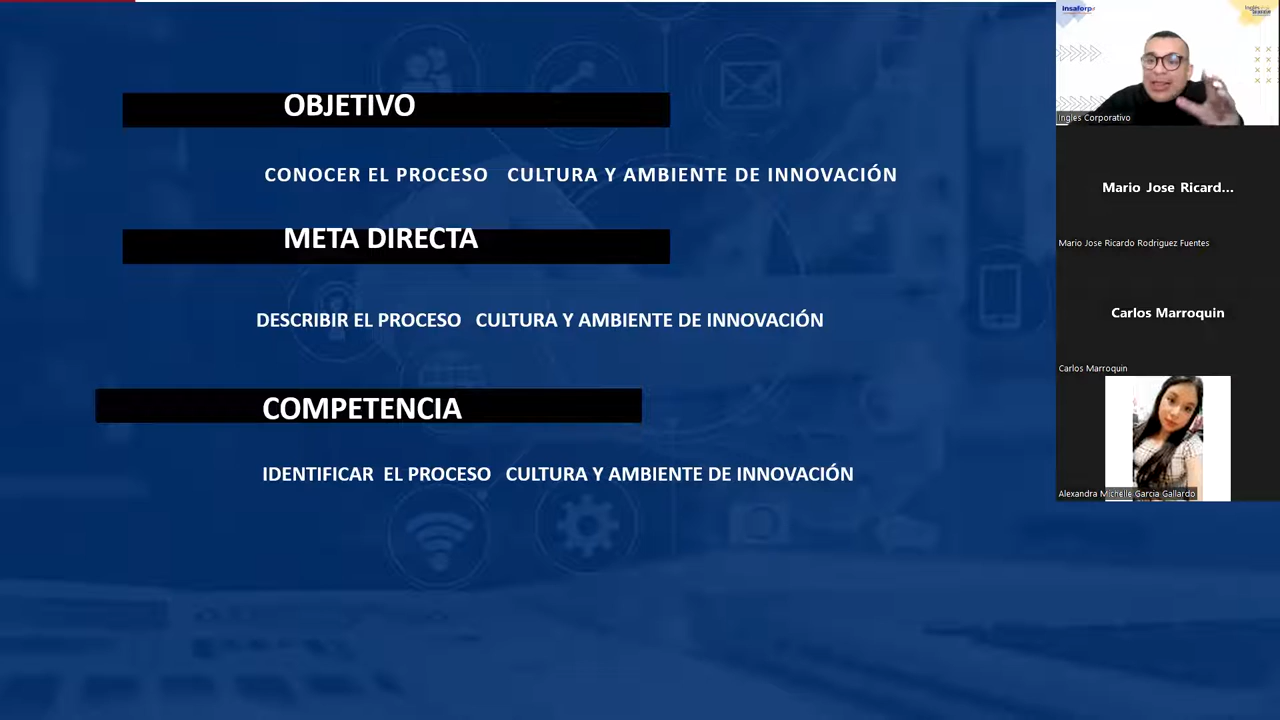 OBJETIVO
CONOCER EL PROCESO CULTURA Y AMBIENTE DE INNOVACIÓN
META DIRECTA
DESCRIBIR EL PROCESO CULTURA Y AMBIENTE DE INNOVACIÓN
COMPETENCIA
IDENTIFICAR EL PROCESO CULTURA Y AMBIENTE DE INNOVACIÓN
insaforp
Ingles Corporativo
Mario Jose Ricard...
Mario Jose Ricardo Rodriguez Fuentes
Carlos Marroquin
Carlos Marroquin
Alexandra Michelle Garcia Gallardo